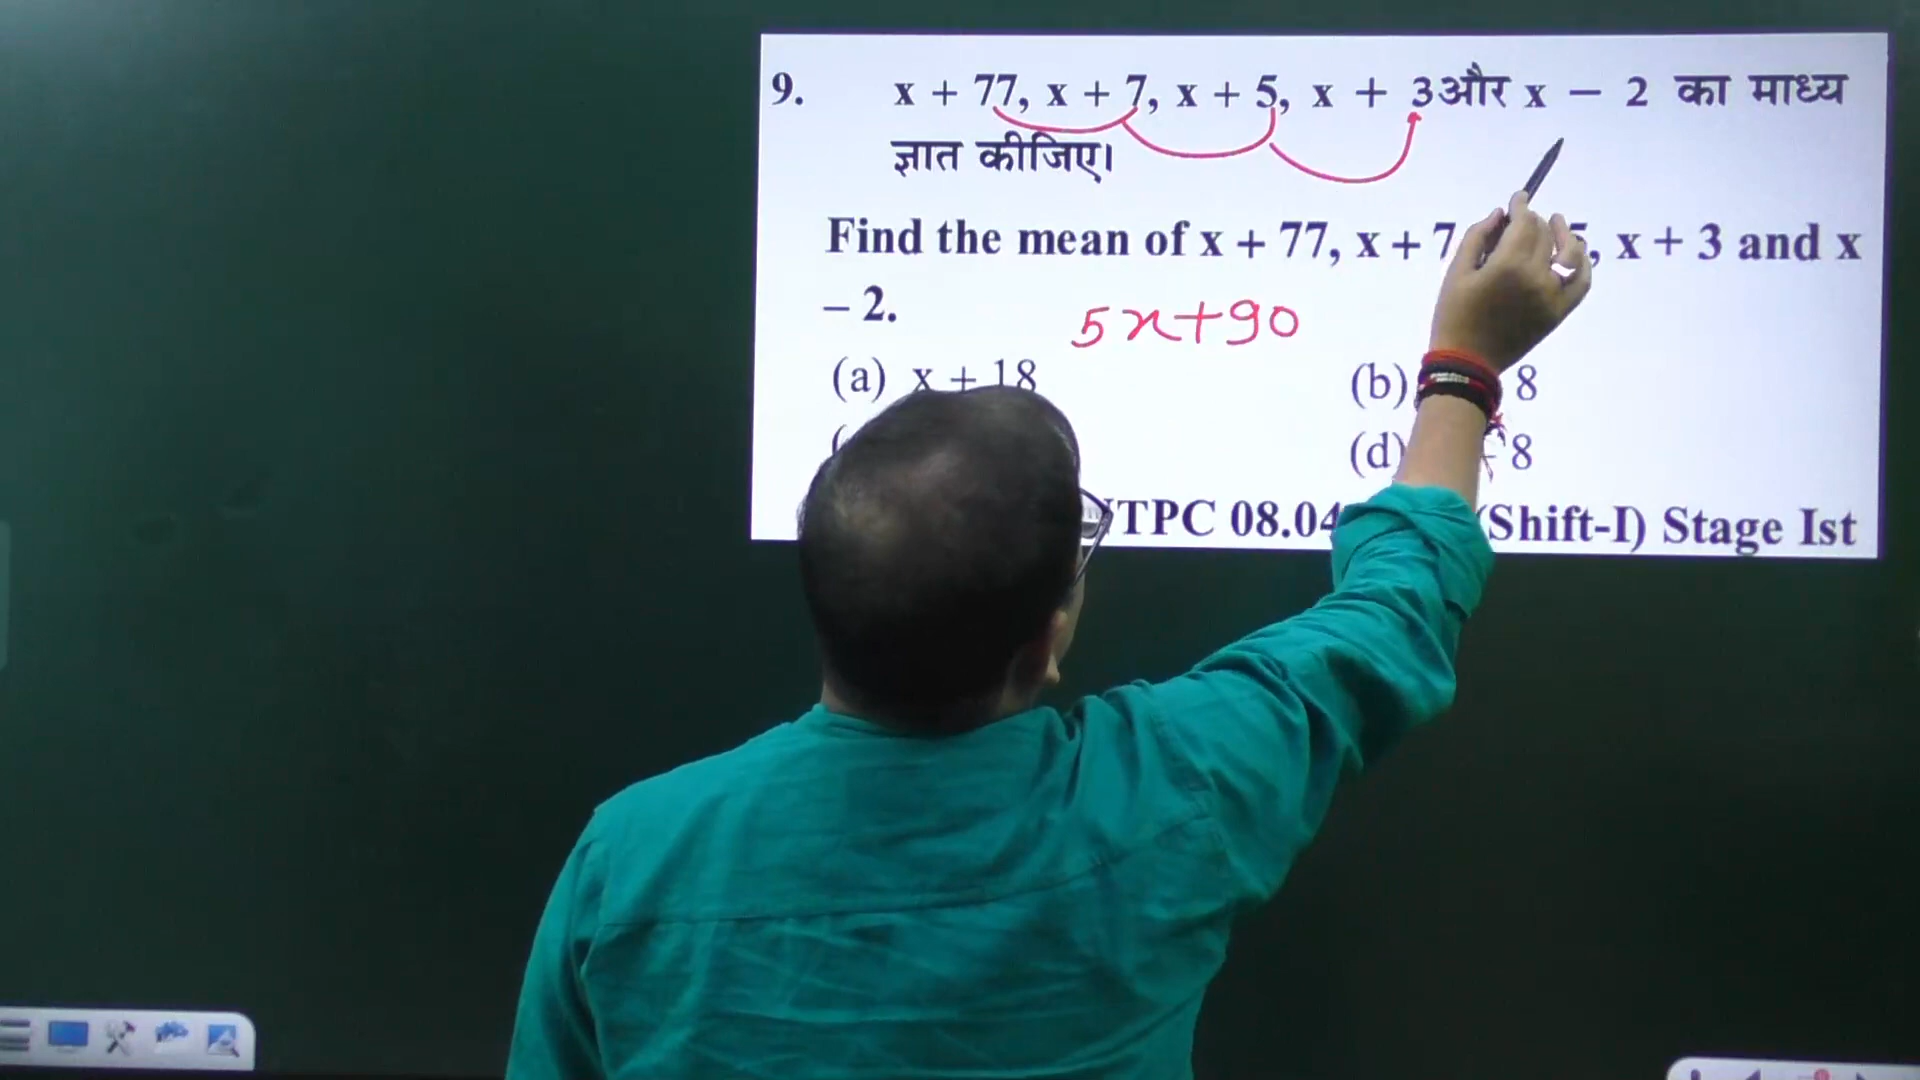 9. x + 77, x + 7, x + 5, x + 3और x − 2 का माध्य
ज्ञात कीजिए।
Find the mean of x + 77, x + 7 , x + 3 and x
– 2.
5x+90
(a) x + 18
(b) 8
(d) 8
NTPC 08.04 (Shift-I) Stage Ist